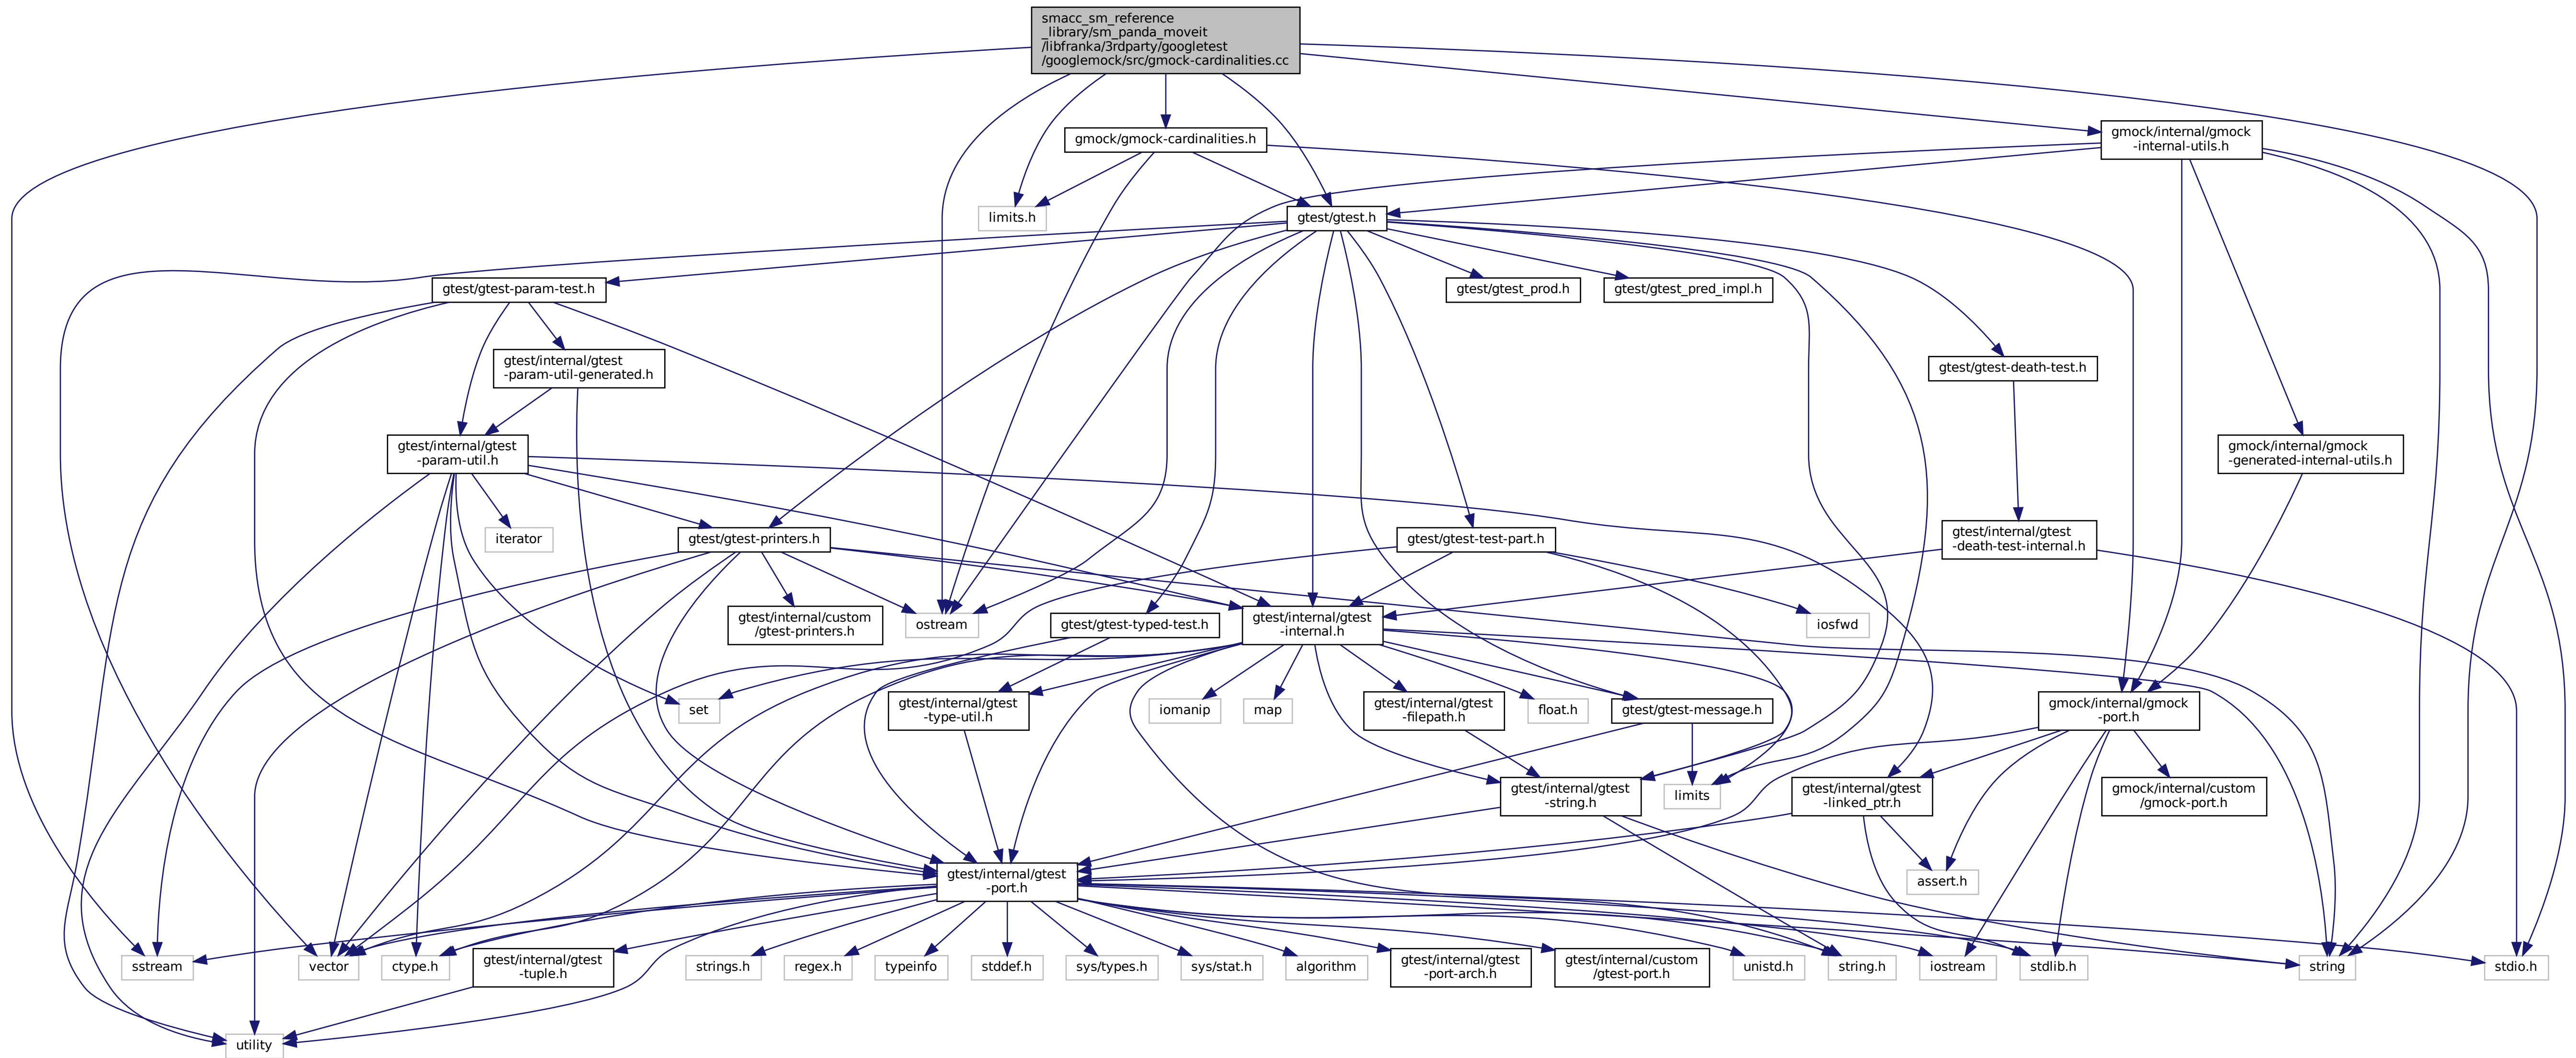 smacc_sm_reference
_library/sm_panda_moveit
/libfranka/3rdparty/googletest
/googlemock/src/gmock-cardinalities.cc
gmock/gmock-cardinalities.h
gmock/internal/gmock
-internal-utils.h
limits.h
gtest/gtest.h
gtest/gtest-param-test.h
gtest/gtest_prod.h
gtest/gtest_pred_impl.h
gtest/internal/gtest
-param-util-generated.h
gtest/gtest-death-test.h
gtest/internal/gtest
-param-util.h
gmock/internal/gmock
-generated-internal-utils.h
iterator
gtest/gtest-printers.h
gtest/gtest-test-part.h
gtest/internal/gtest
-death-test-internal.h
gtest/internal/custom
/gtest-printers.h
ostream
gtest/gtest-typed-test.h
gtest/internal/gtest
-internal.h
iosfwd
set
gtest/internal/gtest
-type-util.h
iomanip
map
gtest/internal/gtest
-filepath.h
float.h
gtest/gtest-message.h
gmock/internal/gmock
-port.h
gtest/internal/gtest
-string.h
limits
gtest/internal/gtest
-linked_ptr.h
gmock/internal/custom
/gmock-port.h
gtest/internal/gtest
-port.h
assert.h
sstream
vector
ctype.h
gtest/internal/gtest
-tuple.h
strings.h
regex.h
typeinfo
stddef.h
sys/types.h
sys/stat.h
algorithm
gtest/internal/gtest
-port-arch.h
gtest/internal/custom
/gtest-port.h
unistd.h
string.h
iostream
stdlib.h
string
stdio.h
utility